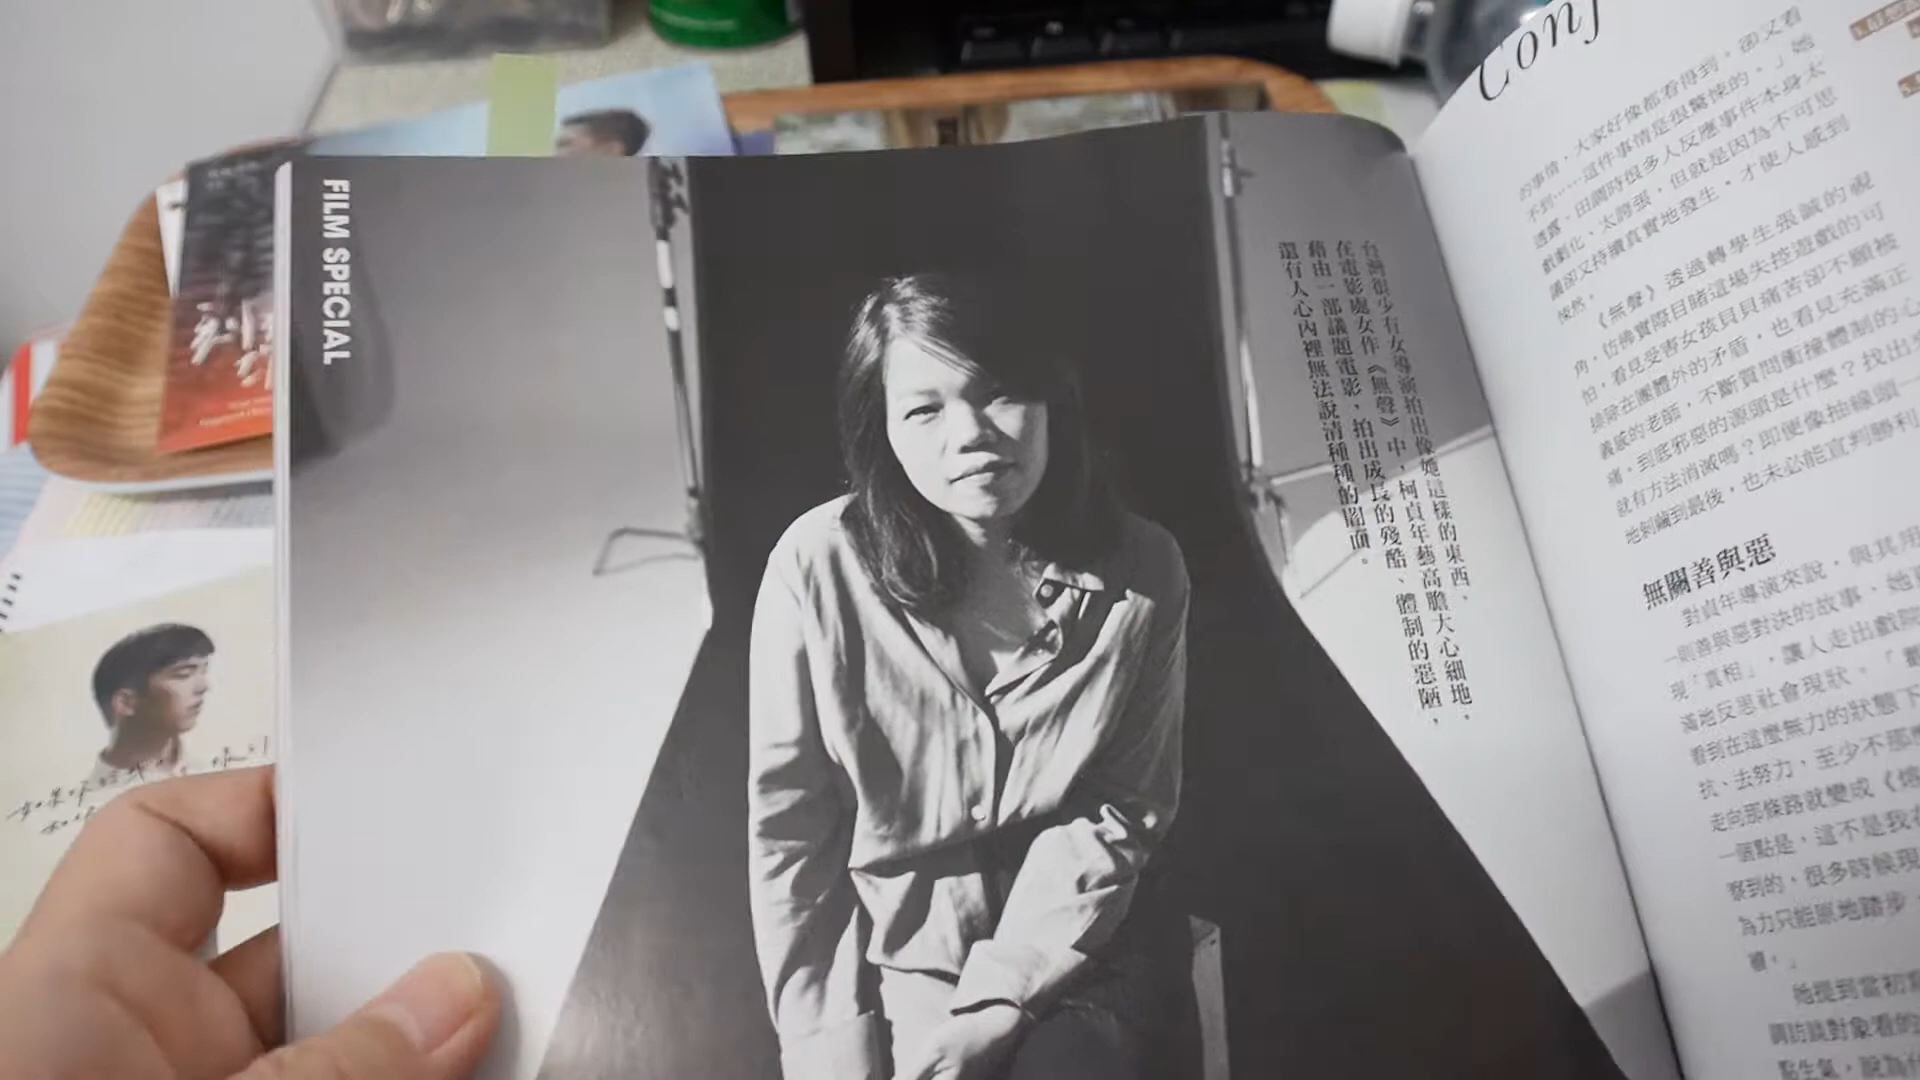 FILM SPECIAL
台灣很少有女導演拍出像她這樣的東西。
在電影處女作《無聲》中，柯貞年藝高膽大心細地，
藉由一部議題電影，拍出成長的殘酷、體制的惡陋，
還有人心內裡無法說清種種的闇面。
Conf
的事情，大家好像都看得到，卻又看
不到……這件事情是很驚悚的。」她
透露，田調時很多人反應事件本身太
戲劇化、太誇張，但就是因為不可思
議卻又持續真實地發生，才使人感到
悚然。
《無聲》透過轉學生張誠的視
角，彷彿實際目睹這場失控遊戲的可
怕，看見受害女孩貝貝痛苦卻不願被
排除在團體外的矛盾，也看見充滿正
義感的老師，不斷質問衝撞體制的心
痛。到底邪惡的源頭是什麼？找出來
就有方法消滅嗎？即便像抽線頭一
地剝繭到最後，也未必能宣判勝利
無關善與惡
對貞年導演來說，與其用
一則善與惡對決的故事、她
現「真相」，讓人走出戲院
滿地反思社會現狀。「
看到在這麼無力的狀態下
抗、去努力，至少不那麼
走向那條路就變成《熔
一個點是，這不是我在
察到的，很多時候現
為力只能原地踏步，
她提到當初寫
調訪談對象看的
點生氣，說為什